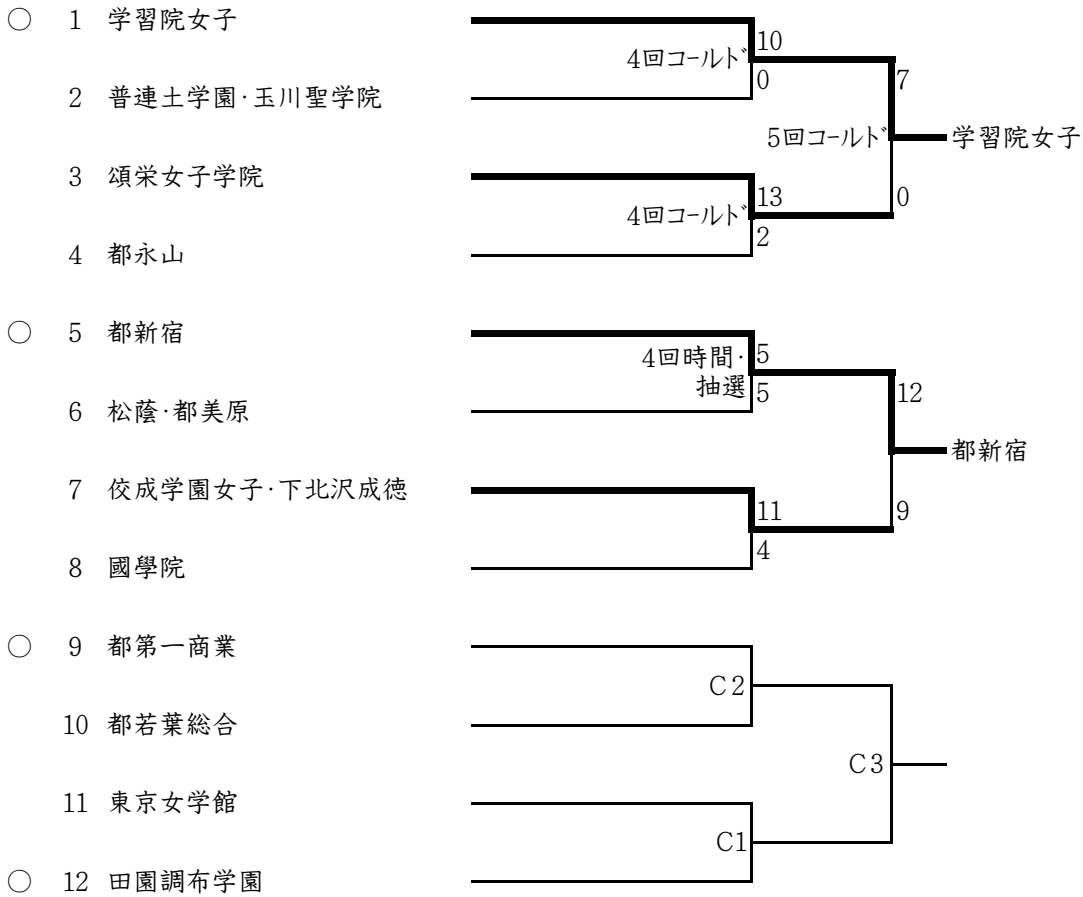 ○ 1 学習院女子
10
4回コールド
0
2 普連土学園・玉川聖学院
7
5回コールド
学習院女子
3 頌栄女子学院
13
0
4回コールド
2
4 都永山
○ 5 都新宿
4回時間・
5
抽選
5
12
6 松蔭・都美原
都新宿
7 佼成学園女子・下北沢成徳
11
9
4
8 國學院
○ 9 都第一商業
C2
10 都若葉総合
C3
11 東京女学館
C1
○ 12 田園調布学園